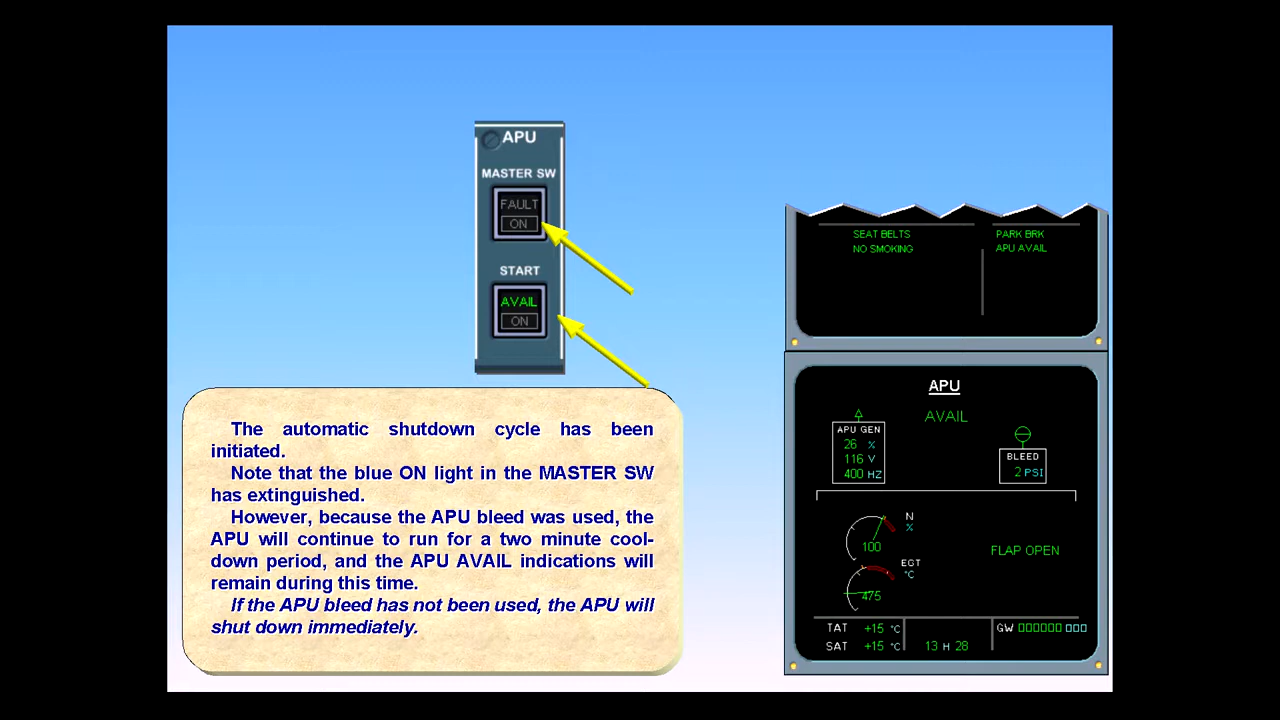 APU
MASTER SW
FAULT
ON
START
AVAIL
ON
The automatic shutdown cycle has been
initiated.
Note that the blue ON light in the MASTER SW
has extinguished.
However, because the APU bleed was used, the
APU will continue to run for a two minute cool-
down period, and the APU AVAIL indications will
remain during this time.
If the APU bleed has not been used, the APU will
shut down immediately.
SEAT BELTS PARK BRK
NO SMOKING APU AVAIL
APU
AVAIL
APU GEN
26 %
116 V
400 HZ
BLEED
2 PSI
N
%
100
FLAP OPEN
EGT
°C
475
TAT +15 °C GW
SAT +15 °C 13 H 28